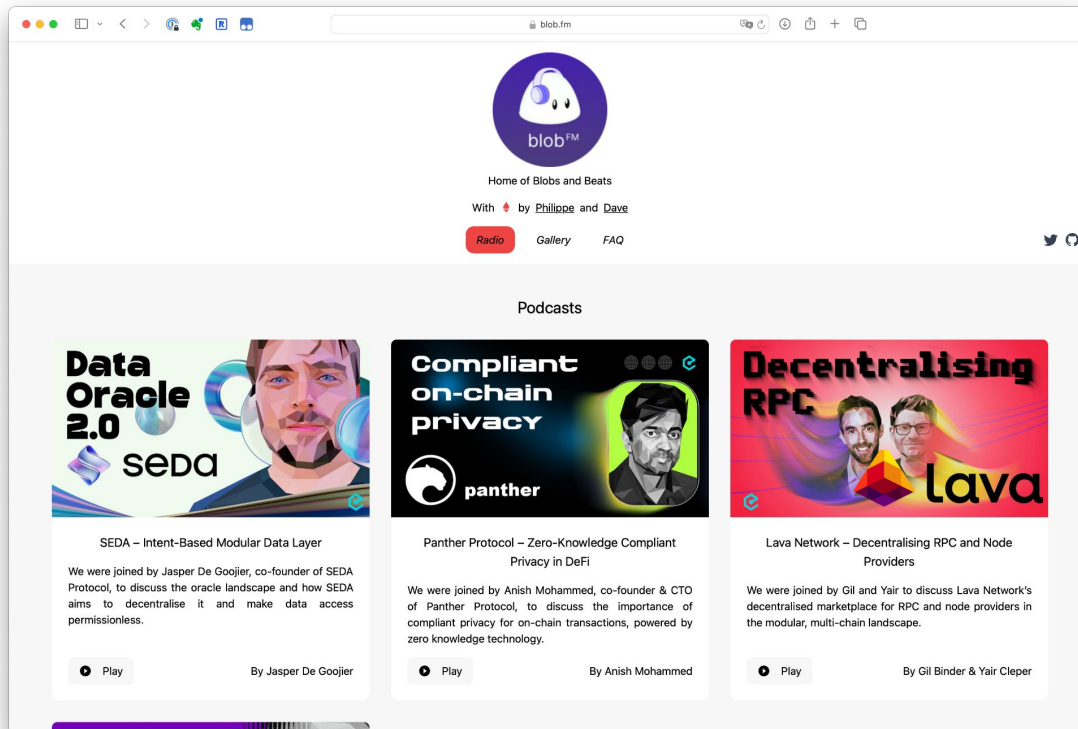 blob.fm
blob FM
Home of Blobs and Beats
With by Philippe and Dave
Radio Gallery FAQ
Podcasts
Data
Oracle
2.0
SEDA
SEDA – Intent-Based Modular Data Layer
We were joined by Jasper De Goojier, co-founder of SEDA
Protocol, to discuss the oracle landscape and how SEDA
aims to decentralise it and make data access
permissionless.
Play
By Jasper De Goojier
Compliant
on-chain
privacy
panther
Panther Protocol – Zero-Knowledge Compliant
Privacy in DeFi
We were joined by Anish Mohammed, co-founder & CTO
of Panther Protocol, to discuss the importance of
compliant privacy for on-chain transactions, powered by
zero knowledge technology.
Play
By Anish Mohammed
Decentralising
RPC
lava
Lava Network – Decentralising RPC and Node
Providers
We were joined by Gil and Yair to discuss Lava Network's
decentralised marketplace for RPC and node providers in
the modular, multi-chain landscape.
Play
By Gil Binder & Yair Cleper